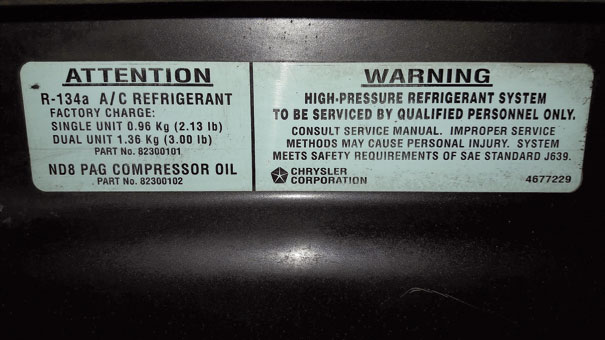 ATTENTION
R-134a A/C REFRIGERANT
FACTORY CHARGE:
SINGLE UNIT 0.96 Kg (2.13 lb)
DUAL UNIT 1.36 Kg (3.00 lb)
PART No. 82300101
ND8 PAG COMPRESSOR OIL
PART No. 82300102
WARNING
HIGH-PRESSURE REFRIGERANT SYSTEM
TO BE SERVICED BY QUALIFIED PERSONNEL ONLY.
CONSULT SERVICE MANUAL. IMPROPER SERVICE
METHODS MAY CAUSE PERSONAL INJURY. SYSTEM
MEETS SAFETY REQUIREMENTS OF SAE STANDARD J639.
CHRYSLER
CORPORATION
4677229